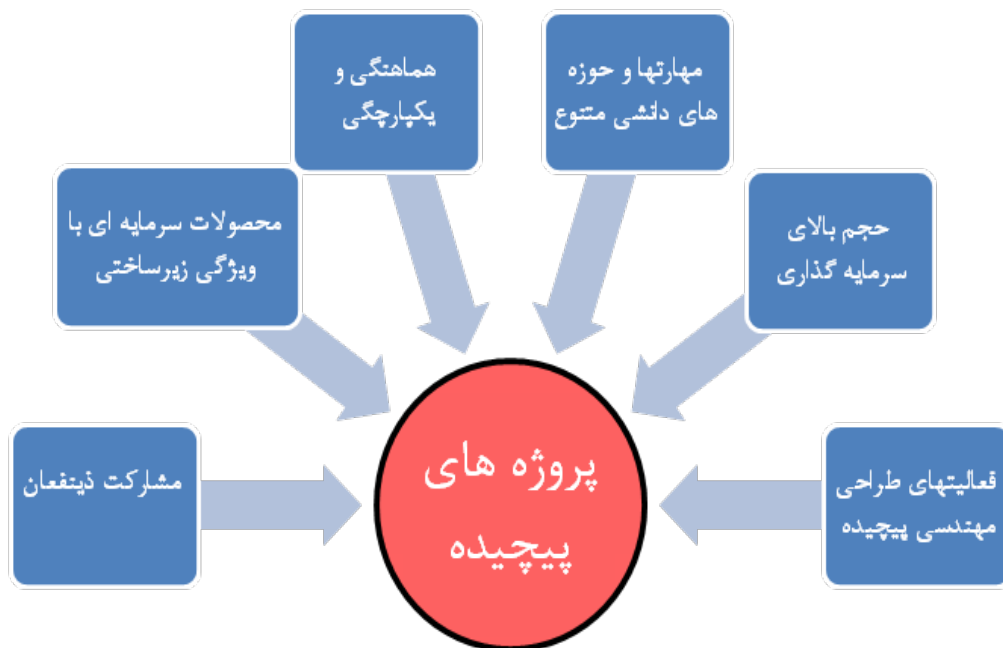 مهارتها و حوزه
های دانشی متنوع
هماهنگی و
یکپارچگی
حجم بالای
سرمایه گذاری
محصولات سرمایه ای با
ویژگی زیرساختی
فعالیتهای طراحی
مهندسی پیچیده
مشارکت ذینفعان
پروژه های
پیچیده